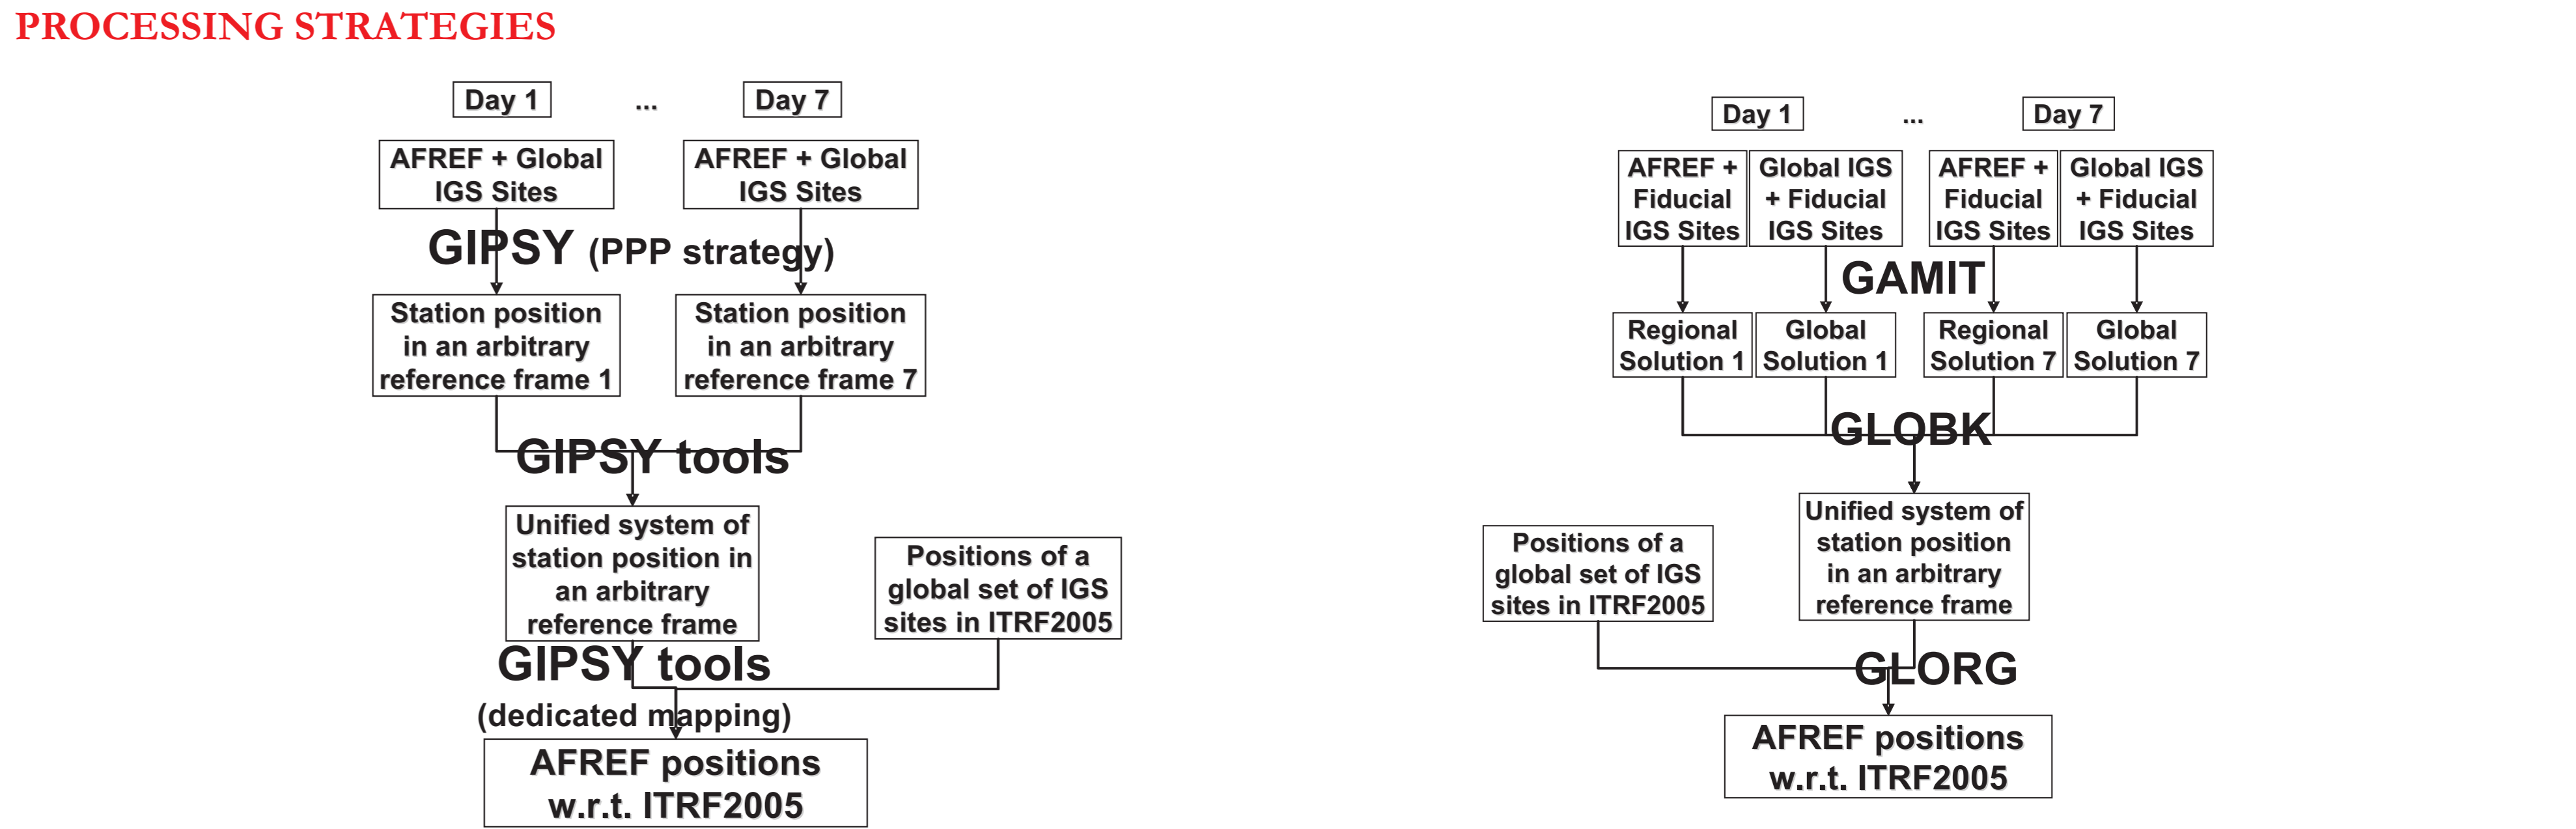 PROCESSING STRATEGIES
Day 1
...
Day 7
AFREF + Global
IGS Sites
AFREF + Global
IGS Sites
GIPSY (PPP strategy)
Station position
in an arbitrary
reference frame 1
Station position
in an arbitrary
reference frame 7
GIPSY tools
Unified system of
station position in
an arbitrary
reference frame
Positions of a
global set of IGS
sites in ITRF2005
GIPSY tools
(dedicated mapping)
AFREF positions
w.r.t. ITRF2005
Day 1
...
Day 7
AFREF +
Fiducial
IGS Sites
Global IGS
+ Fiducial
IGS Sites
AFREF +
Fiducial
IGS Sites
Global IGS
+ Fiducial
IGS Sites
GAMIT
Regional
Solution 1
Global
Solution 1
Regional
Solution 7
Global
Solution 7
GLOBK
Positions of a
global set of IGS
sites in ITRF2005
Unified system of
station position
in an arbitrary
reference frame
GLORG
AFREF positions
w.r.t. ITRF2005